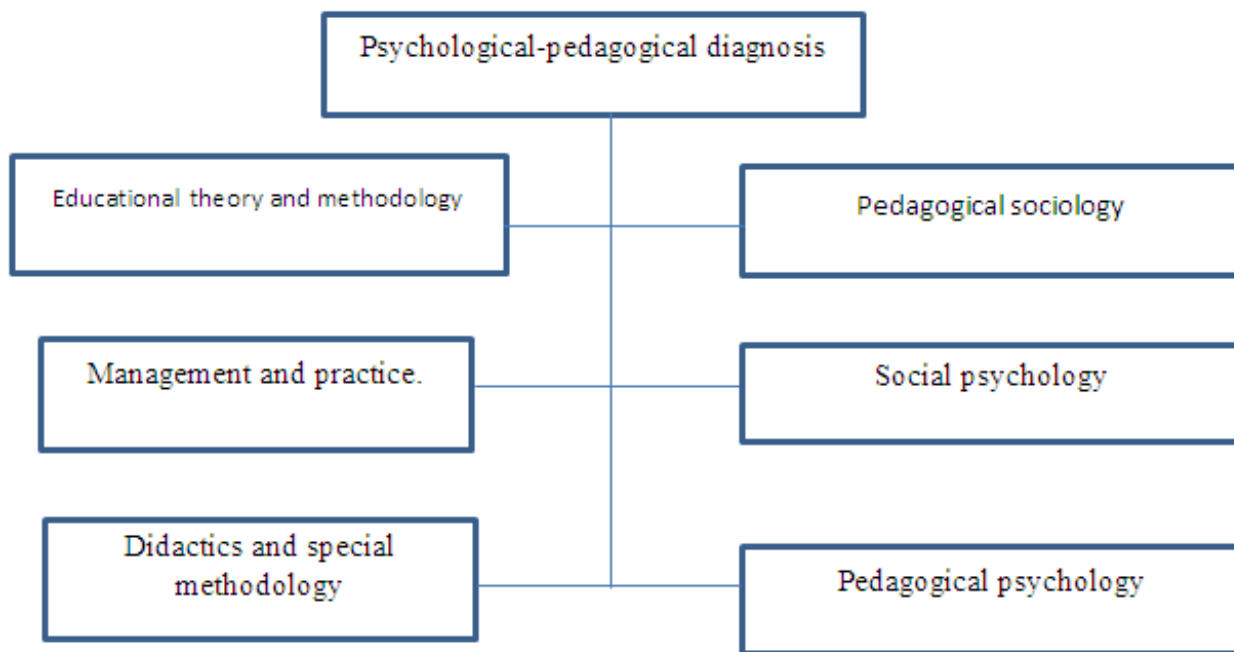 Psychological-pedagogical diagnosis
Educational theory and methodology
Pedagogical sociology
Management and practice.
Social psychology
Didactics and special
methodology
Pedagogical psychology